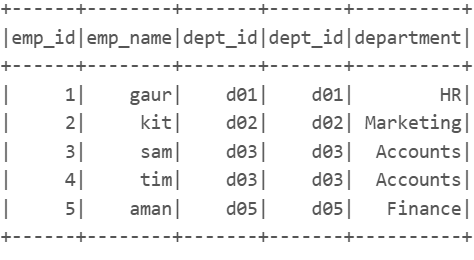 +------+--------+-------+-------+----------+
|emp_id|emp_name|dept_id|dept_id|department|
+------+--------+-------+-------+----------+
|     1|    gaur|    d01|    d01|        HR|
|     2|     kit|    d02|    d02| Marketing|
|     3|     sam|    d03|    d03|  Accounts|
|     4|     tim|    d03|    d03|  Accounts|
|     5|    aman|    d05|    d05|   Finance|
+------+--------+-------+-------+----------+